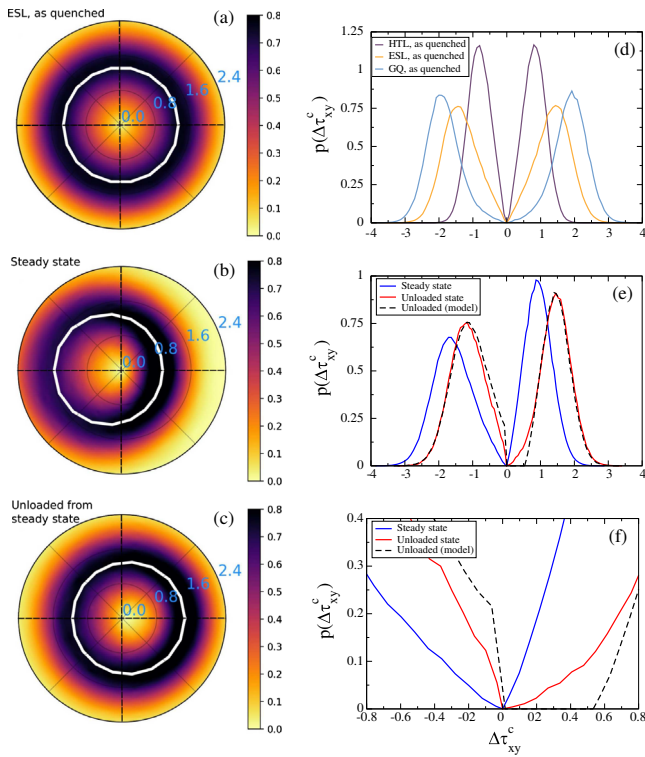 ESL, as quenched
(a)
2.4
1.6
0.8
0.0
0.8
0.7
0.6
0.5
0.4
0.3
0.2
0.1
0.0
Steady state
(b)
2.4
1.6
0.8
0.0
0.8
0.7
0.6
0.5
0.4
0.3
0.2
0.1
0.0
Unloaded from
steady state
(c)
2.4
1.6
0.8
0.0
0.8
0.7
0.6
0.5
0.4
0.3
0.2
0.1
0.0
(d)
HTL, as quenched
ESL, as quenched
GQ, as quenched
p(Δτ^c_xy)
1.25
1
0.75
0.5
0.25
0
-4 -3 -2 -1 0 1 2 3 4
(e)
Steady state
Unloaded state
Unloaded (model)
p(Δτ^c_xy)
1
0.75
0.5
0.25
0
-4 -3 -2 -1 0 1 2 3 4
(f)
Steady state
Unloaded state
Unloaded (model)
p(Δτ^c_xy)
0.4
0.3
0.2
0.1
0
-0.8 -0.6 -0.4 -0.2 0 02 0.4 0.6 0.8
Δτ^c_xy